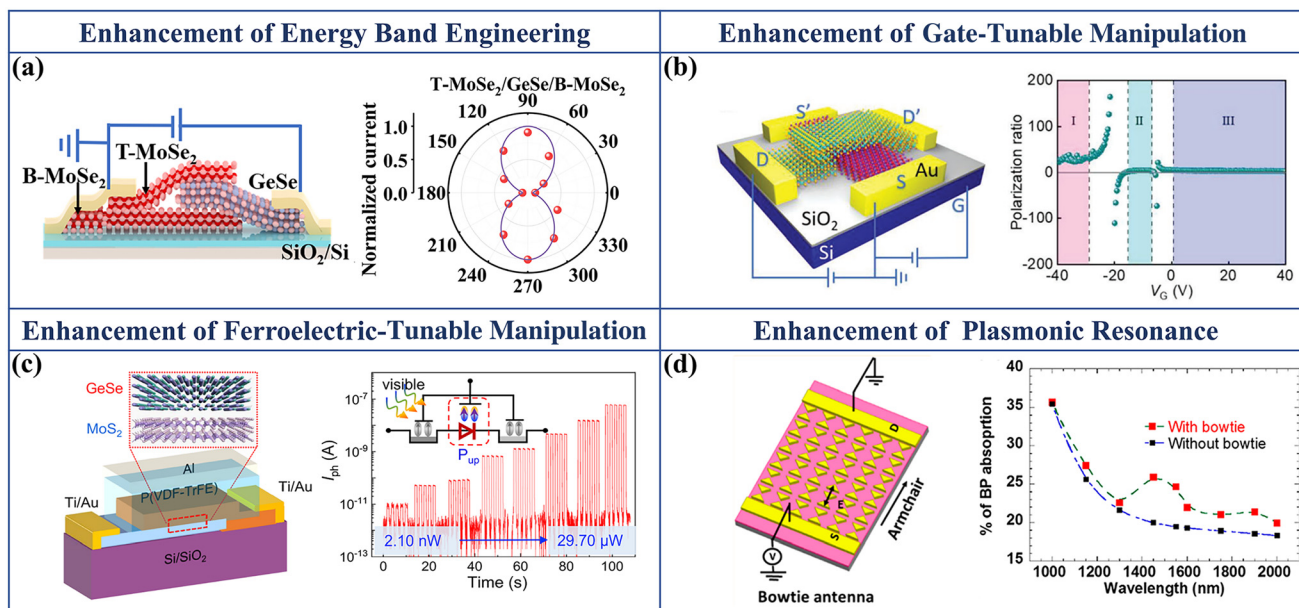 Enhancement of Energy Band Engineering
Enhancement of Gate-Tunable Manipulation
(a)
T-MoSe2
B-MoSe2
GeSe
SiO2/Si
T-MoSe2/GeSe/B-MoSe2
Normalized current
1.0
0.5
0.0
90
120
60
150
30
180
0
210
330
240
300
270
(b)
S'
D'
D
S
Au
G
SiO2
Si
Polarization ratio
200
100
0
-100
-200
I
II
III
-40
-20
0
20
40
VG (V)
Enhancement of Ferroelectric-Tunable Manipulation
Enhancement of Plasmonic Resonance
(c)
GeSe
MoS2
Al
P(VDF-TrFE)
Ti/Au
Ti/Au
Si/SiO2
Iph (A)
10-7
10-9
10-11
10-13
visible
Pup
2.10 nW
29.70 μW
0 20 40 60 80 100
Time (s)
(d)
D
E
S
Armchair
V
Bowtie antenna
% of BP absoprtion
40
35
30
25
20
15
With bowtie
Without bowtie
1000 1200 1400 1600 1800 2000
Wavelength (nm)